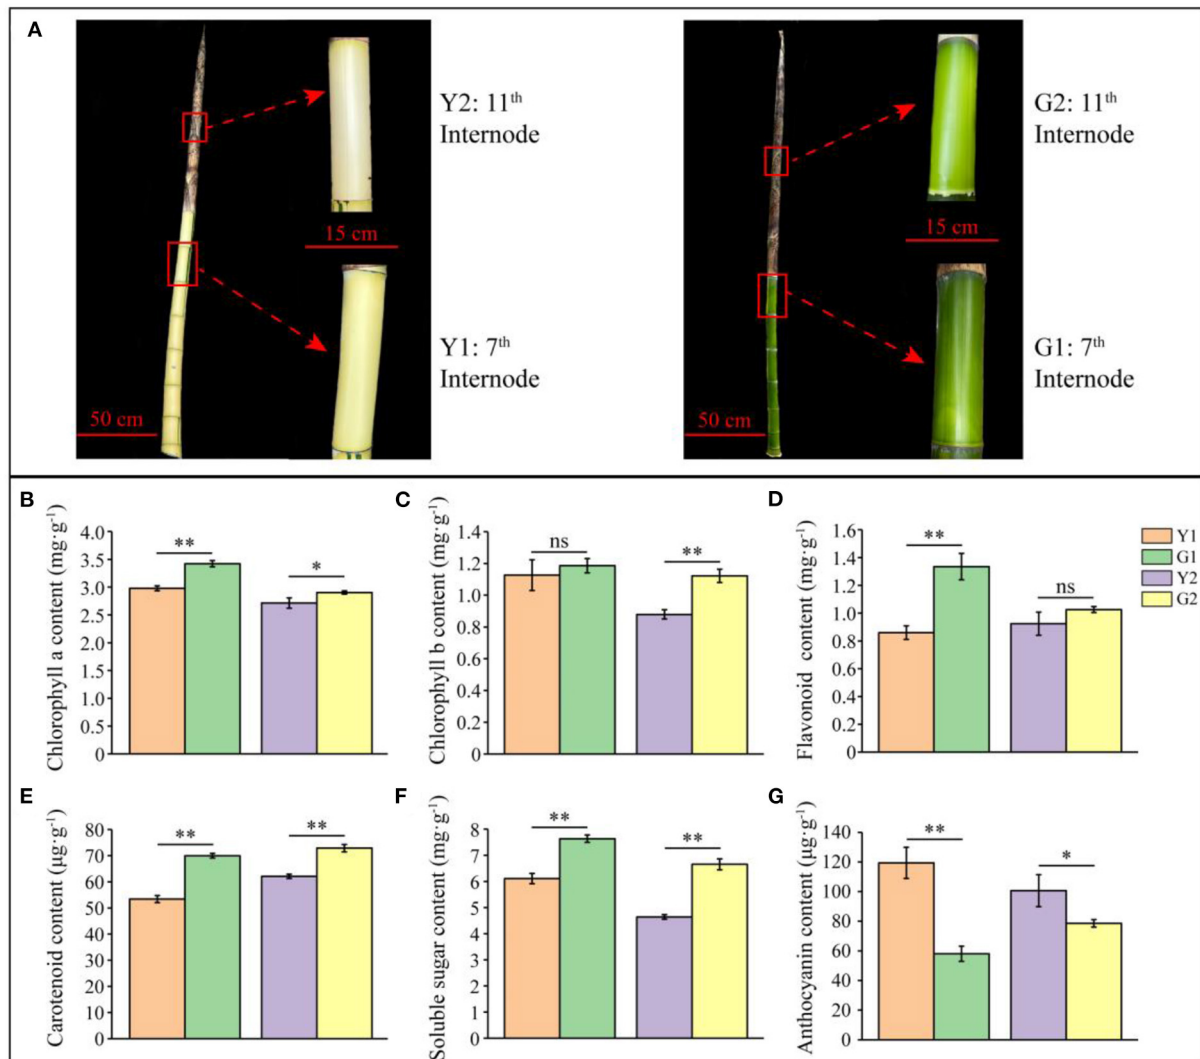 A
Y2: 11th
Internode
15 cm
Y1: 7th
Internode
50 cm
G2: 11th
Internode
15 cm
G1: 7th
Internode
50 cm
B
Chlorophyll a content (mg·g-1)
4.0
3.5
3.0
2.5
2.0
1.5
1.0
0.5
0
**
*
C
Chlorophyll b content (mg·g-1)
1.4
1.2
1.0
0.8
0.6
0.4
0.2
0
ns
**
D
Flavonoid content (mg·g-1)
1.6
1.4
1.2
1.0
0.8
0.6
0.4
0.2
0
**
ns
Y1
G1
Y2
G2
E
Carotenoid content (μg·g-1)
80
70
60
50
40
30
20
10
0
**
**
F
Soluble sugar content (mg·g-1)
8
7
6
5
4
3
2
1
0
**
**
G
Anthocyanin content (μg·g-1)
140
120
100
80
60
40
20
0
**
*